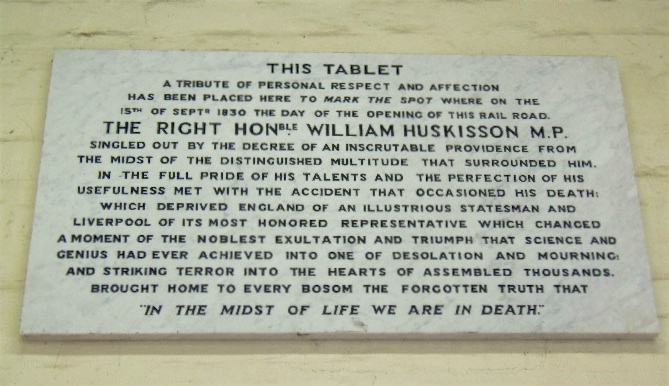 THIS TABLET
A TRIBUTE OF PERSONAL RESPECT AND AFFECTION
HAS BEEN PLACED HERE TO MARK THE SPOT WHERE ON THE
15TH OF SEPTR 1830 THE DAY OF THE OPENING OF THIS RAIL ROAD.
THE RIGHT HONBLE WILLIAM HUSKISSON M.P.
SINGLED OUT BY THE DECREE OF AN INSCRUTABLE PROVIDENCE FROM
THE MIDST OF THE DISTINGUISHED MULTITUDE THAT SURROUNDED HIM.
IN THE FULL PRIDE OF HIS TALENTS AND THE PERFECTION OF HIS
USEFULNESS MET WITH THE ACCIDENT THAT OCCASIONED HIS DEATH;
WHICH DEPRIVED ENGLAND OF AN ILLUSTRIOUS STATESMAN AND
LIVERPOOL OF ITS MOST HONORED REPRESENTATIVE WHICH CHANGED
A MOMENT OF THE NOBLEST EXULTATION AND TRIUMPH THAT SCIENCE AND
GENIUS HAD EVER ACHIEVED INTO ONE OF DESOLATION AND MOURNING;
AND STRIKING TERROR INTO THE HEARTS OF ASSEMBLED THOUSANDS.
BROUGHT HOME TO EVERY BOSOM THE FORGOTTEN TRUTH THAT
"IN THE MIDST OF LIFE WE ARE IN DEATH."